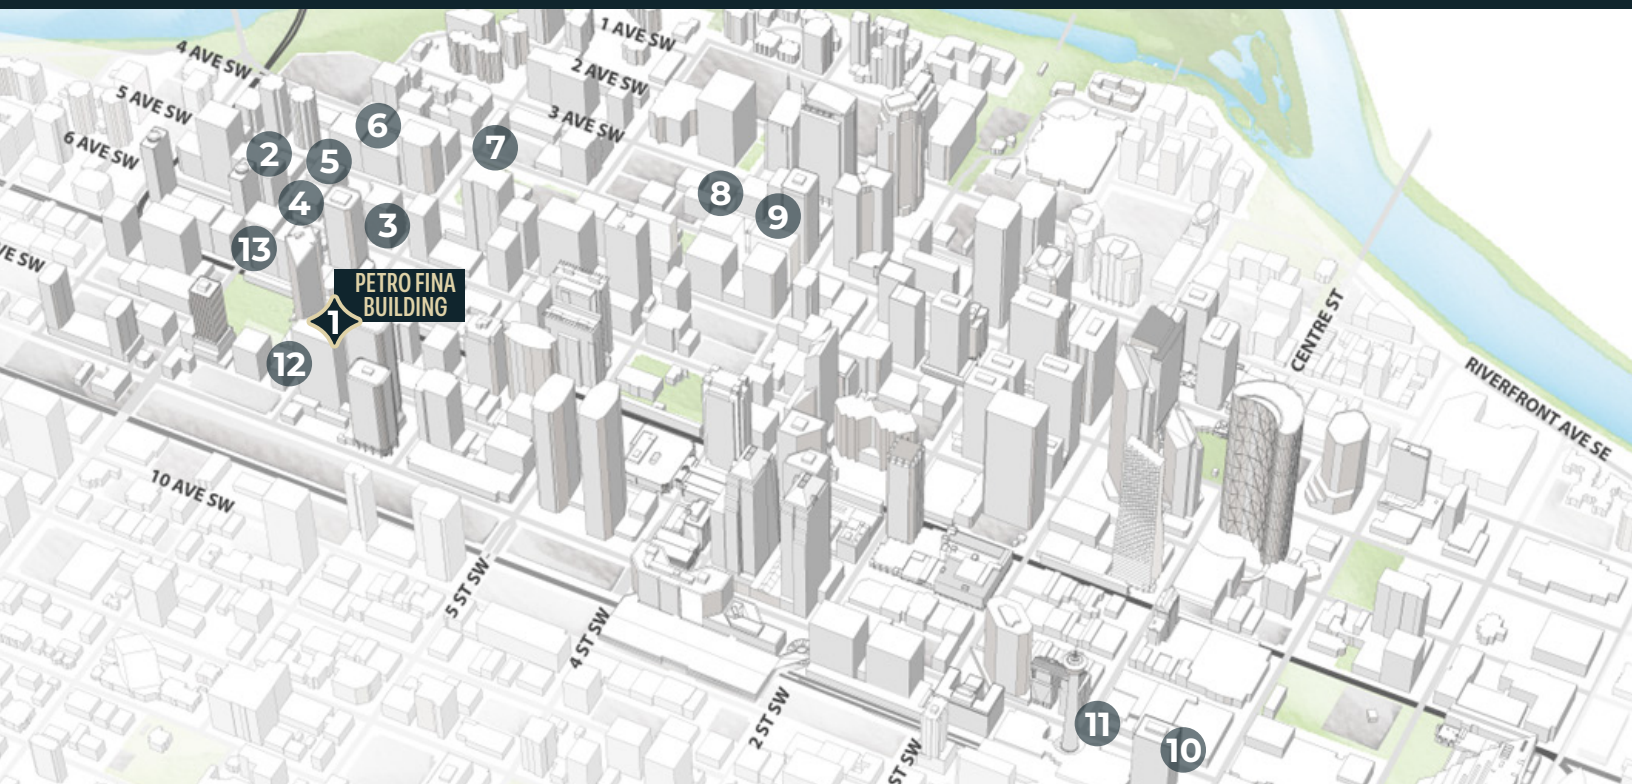 1 AVE SW
4 AVE SW
2 AVE SW
5 AVE SW
3 AVE SW
6 AVE SW
6
7
2
5
8
4
9
3
13
VE SW
PETRO FINA
BUILDING
1
12
CENTRE ST
RIVERFRONT AVE SE
10 AVE SW
5 ST SW
4 ST SW
2 ST SW
ST SW
11
10